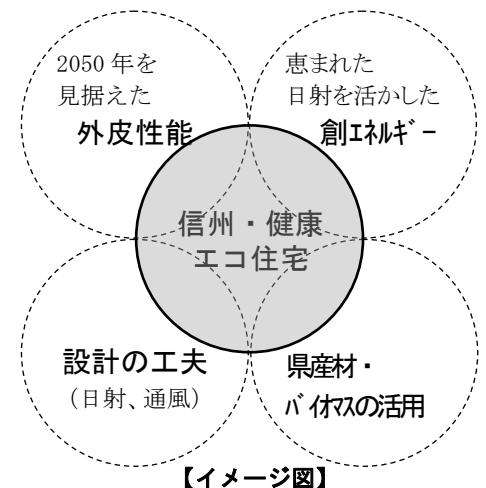 2050 年を
見据えた
外皮性能
恵まれた
日射を活かした
創ｴﾈﾙｷﾞｰ
信州・健康
エコ住宅
設計の工夫
（日射、通風）
県産材・
ﾊﾞｲｵﾏｽの活用
【イメージ図】